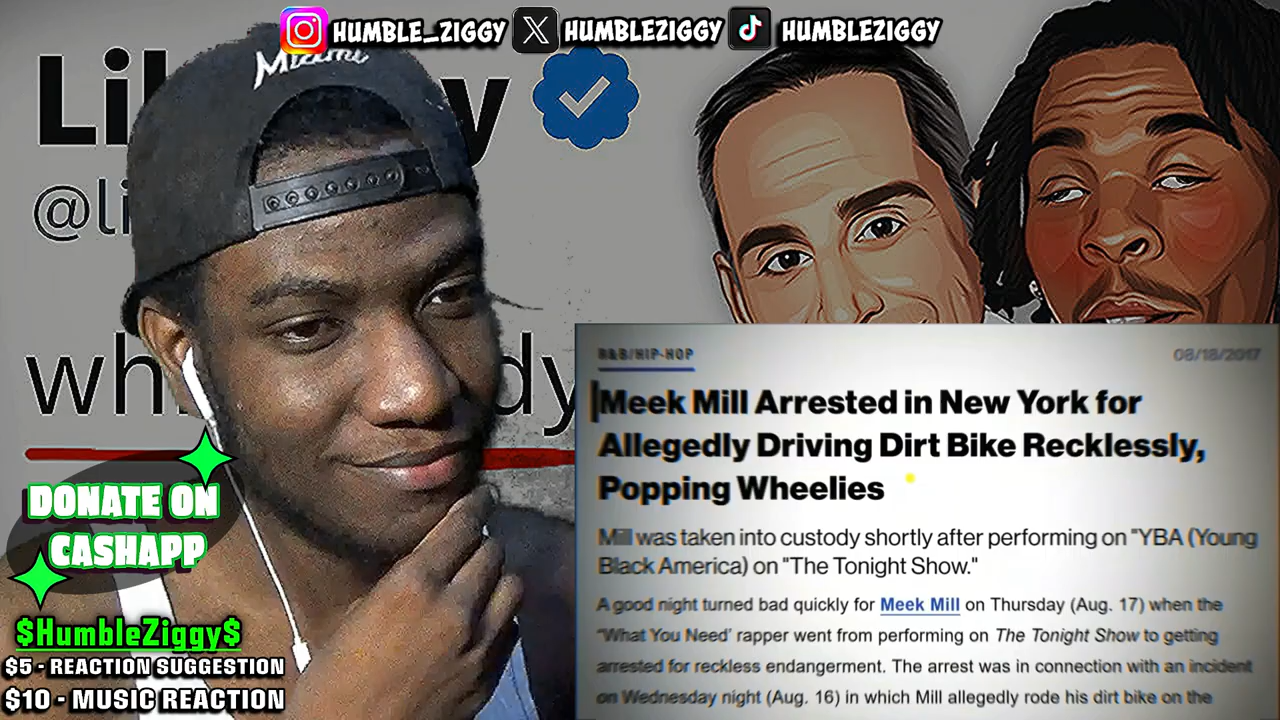 HUMBLE_ZIGGY HUMBLEZIGGY HUMBLEZIGGY
Miami
Lil y
@li
wh dy
R&B/HIP-HOP 08/18/2017
Meek Mill Arrested in New York for
Allegedly Driving Dirt Bike Recklessly,
Popping Wheelies
Mill was taken into custody shortly after performing on "YBA (Young
Black America) on "The Tonight Show."
A good night turned bad quickly for Meek Mill on Thursday (Aug. 17) when the
"What You Need' rapper went from performing on The Tonight Show to getting
arrested for reckless endangerment. The arrest was in connection with an incident
on Wednesday night (Aug. 16) in which Mill allegedly rode his dirt bike on the
DONATE ON
CASHAPP
$HumbleZiggy$
$5 - REACTION SUGGESTION
$10 - MUSIC REACTION